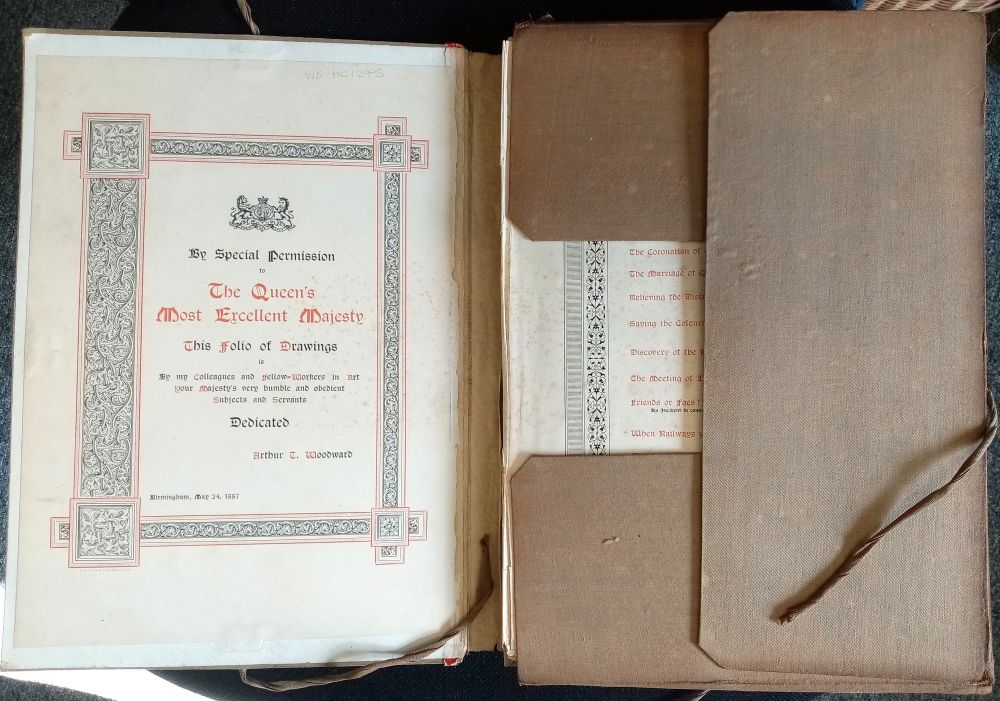 By Special Permission
to
The Queen's
Most Excellent Majesty
This Folio of Drawings
is
By my Colleagues and Fellow=Workers in Art
Your Majesty's very humble and obedient
Subjects and Servants
Dedicated
Arthur T. Woodward
Birmingham, May 24, 1887
The Coronation of
The Marriage of
Relieving the
Saving the
Discovery of the
The Meeting of
Friends or Foes?
An Incident in
* When Railways